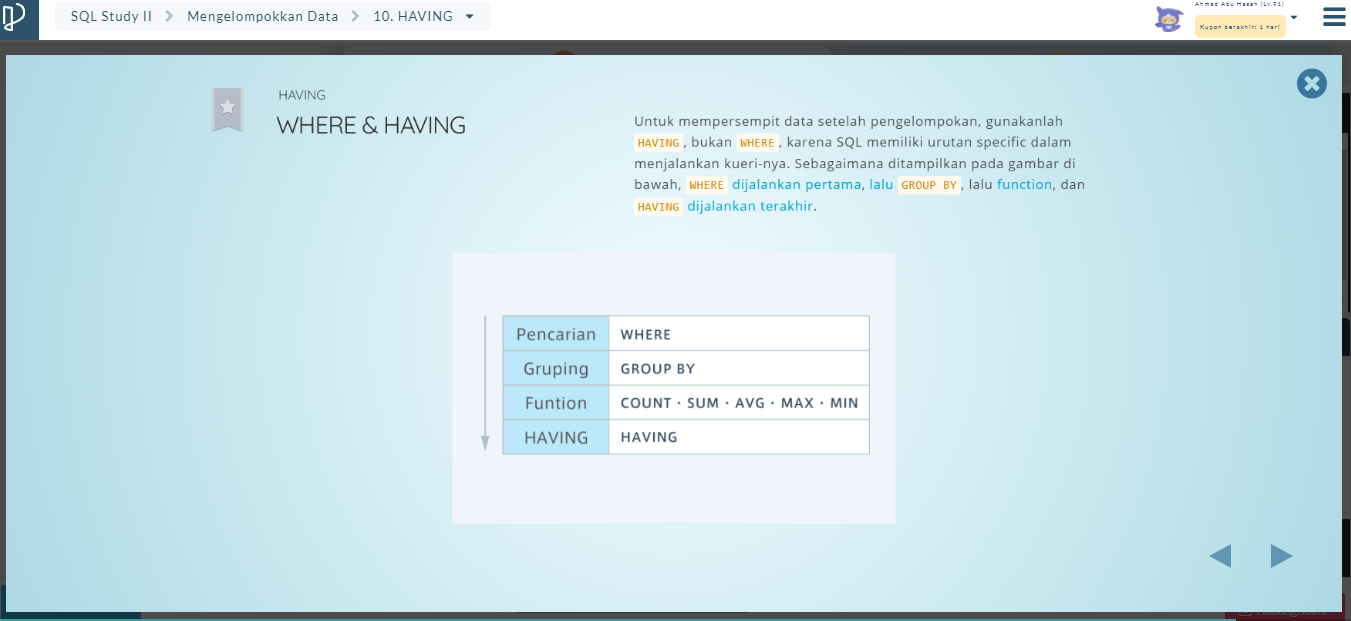 SQL Study II
Mengelompokkan Data
10. HAVING
Ahmad Abu Hasan (Lv.91)
Kupon berakhir: 1 hari
HAVING
WHERE & HAVING
Untuk mempersempit data setelah pengelompokan, gunakanlah
HAVING, bukan WHERE, karena SQL memiliki urutan specific dalam
menjalankan kueri-nya. Sebagaimana ditampilkan pada gambar di
bawah, WHERE dijalankan pertama, lalu GROUP BY, lalu function, dan
HAVING dijalankan terakhir.
Pencarian WHERE
Gruping GROUP BY
Funtion COUNT · SUM · AVG · MAX · MIN
HAVING HAVING